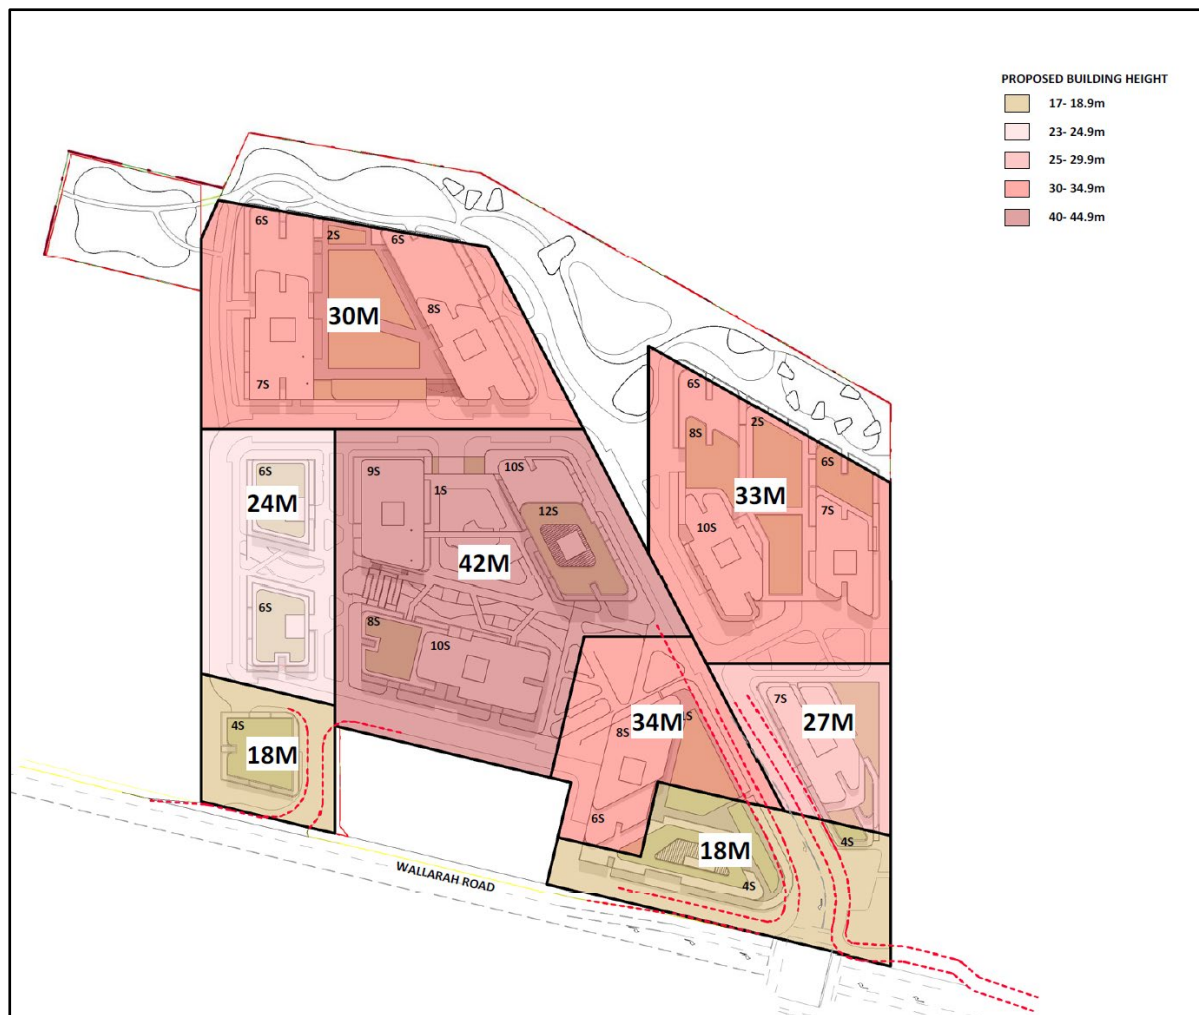 PROPOSED BUILDING HEIGHT
17- 18.9m
23- 24.9m
25- 29.9m
30- 34.9m
40- 44.9m
6S
2S
6S
8S
30M
7S
6S
2S
8S
6S
33M
7S
10S
6S
24M
6S
9S
10S
1S
12S
42M
8S
10S
7S
27M
34M
8S
6S
4S
18M
18M
4S
4S
WALLARAH ROAD